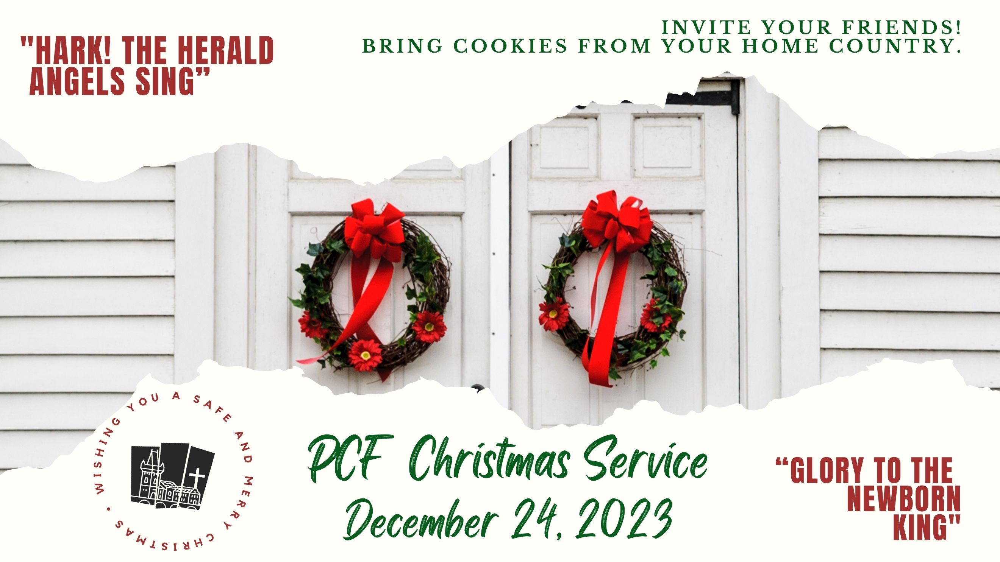 "HARK! THE HERALD
ANGELS SING”
INVITE YOUR FRIENDS!
BRING COOKIES FROM YOUR HOME COUNTRY.
WISHING YOU A SAFE AND MERRY CHRISTMAS •
PCF Christmas Service
December 24, 2023
“GLORY TO THE
NEWBORN
KING"